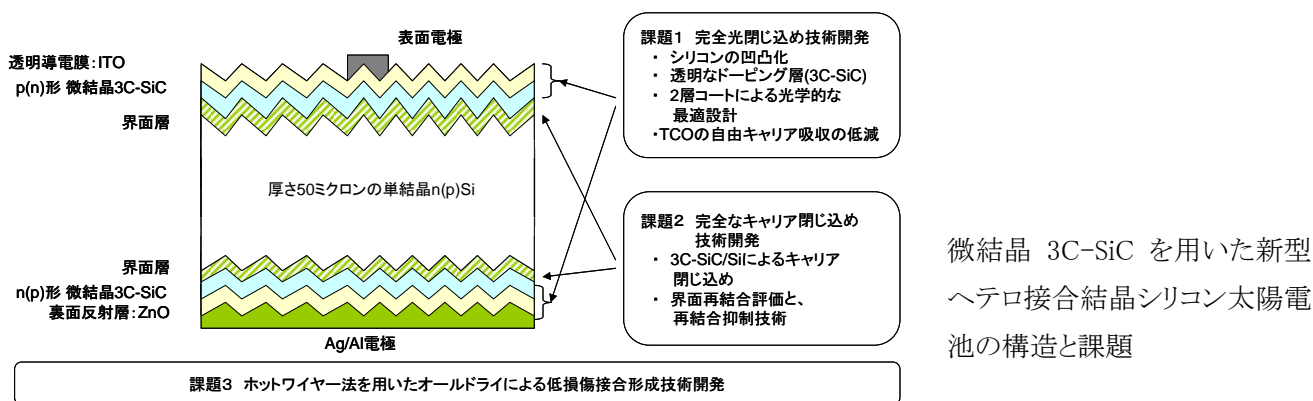 表面電極
透明導電膜:ITO
p(n)形 微結晶3C-SiC
界面層
厚さ50ミクロンの単結晶n(p)Si
界面層
n(p)形 微結晶3C-SiC
裏面反射層:ZnO
Ag/Al電極
課題1 完全光閉じ込め技術開発
・ シリコンの凹凸化
・ 透明なドーピング層(3C-SiC)
・ 2層コートによる光学的な
最適設計
・TCOの自由キャリア吸収の低減
課題2 完全なキャリア閉じ込め
技術開発
・ 3C-SiC/Siによるキャリア
閉じ込め
・ 界面再結合評価と、
再結合抑制技術
課題3 ホットワイヤー法を用いたオールドライによる低損傷接合形成技術開発
微結晶 3C-SiC を用いた新型
ヘテロ接合結晶シリコン太陽電
池の構造と課題